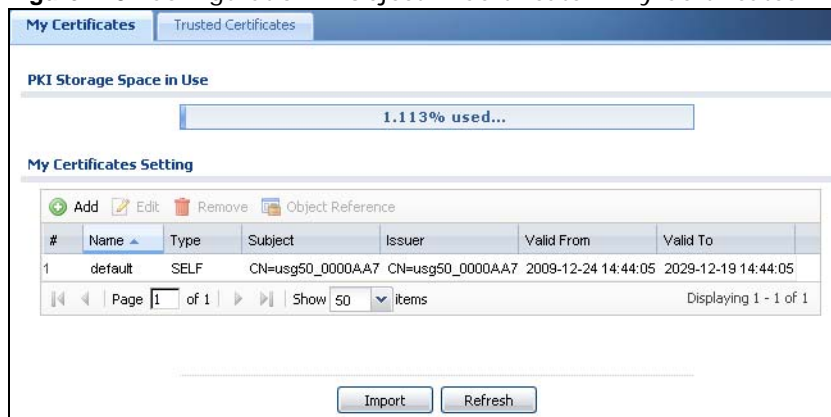 My Certificates Trusted Certificates
PKI Storage Space in Use
1.113% used...
My Certificates Setting
Add Edit Remove Object Reference
# Name Type Subject Issuer Valid From Valid To
1 default SELF CN=usg50_0000AA7 CN=usg50_0000AA7 2009-12-24 14:44:05 2029-12-19 14:44:05
Page 1 of 1 Show 50 items Displaying 1 - 1 of 1
Import Refresh